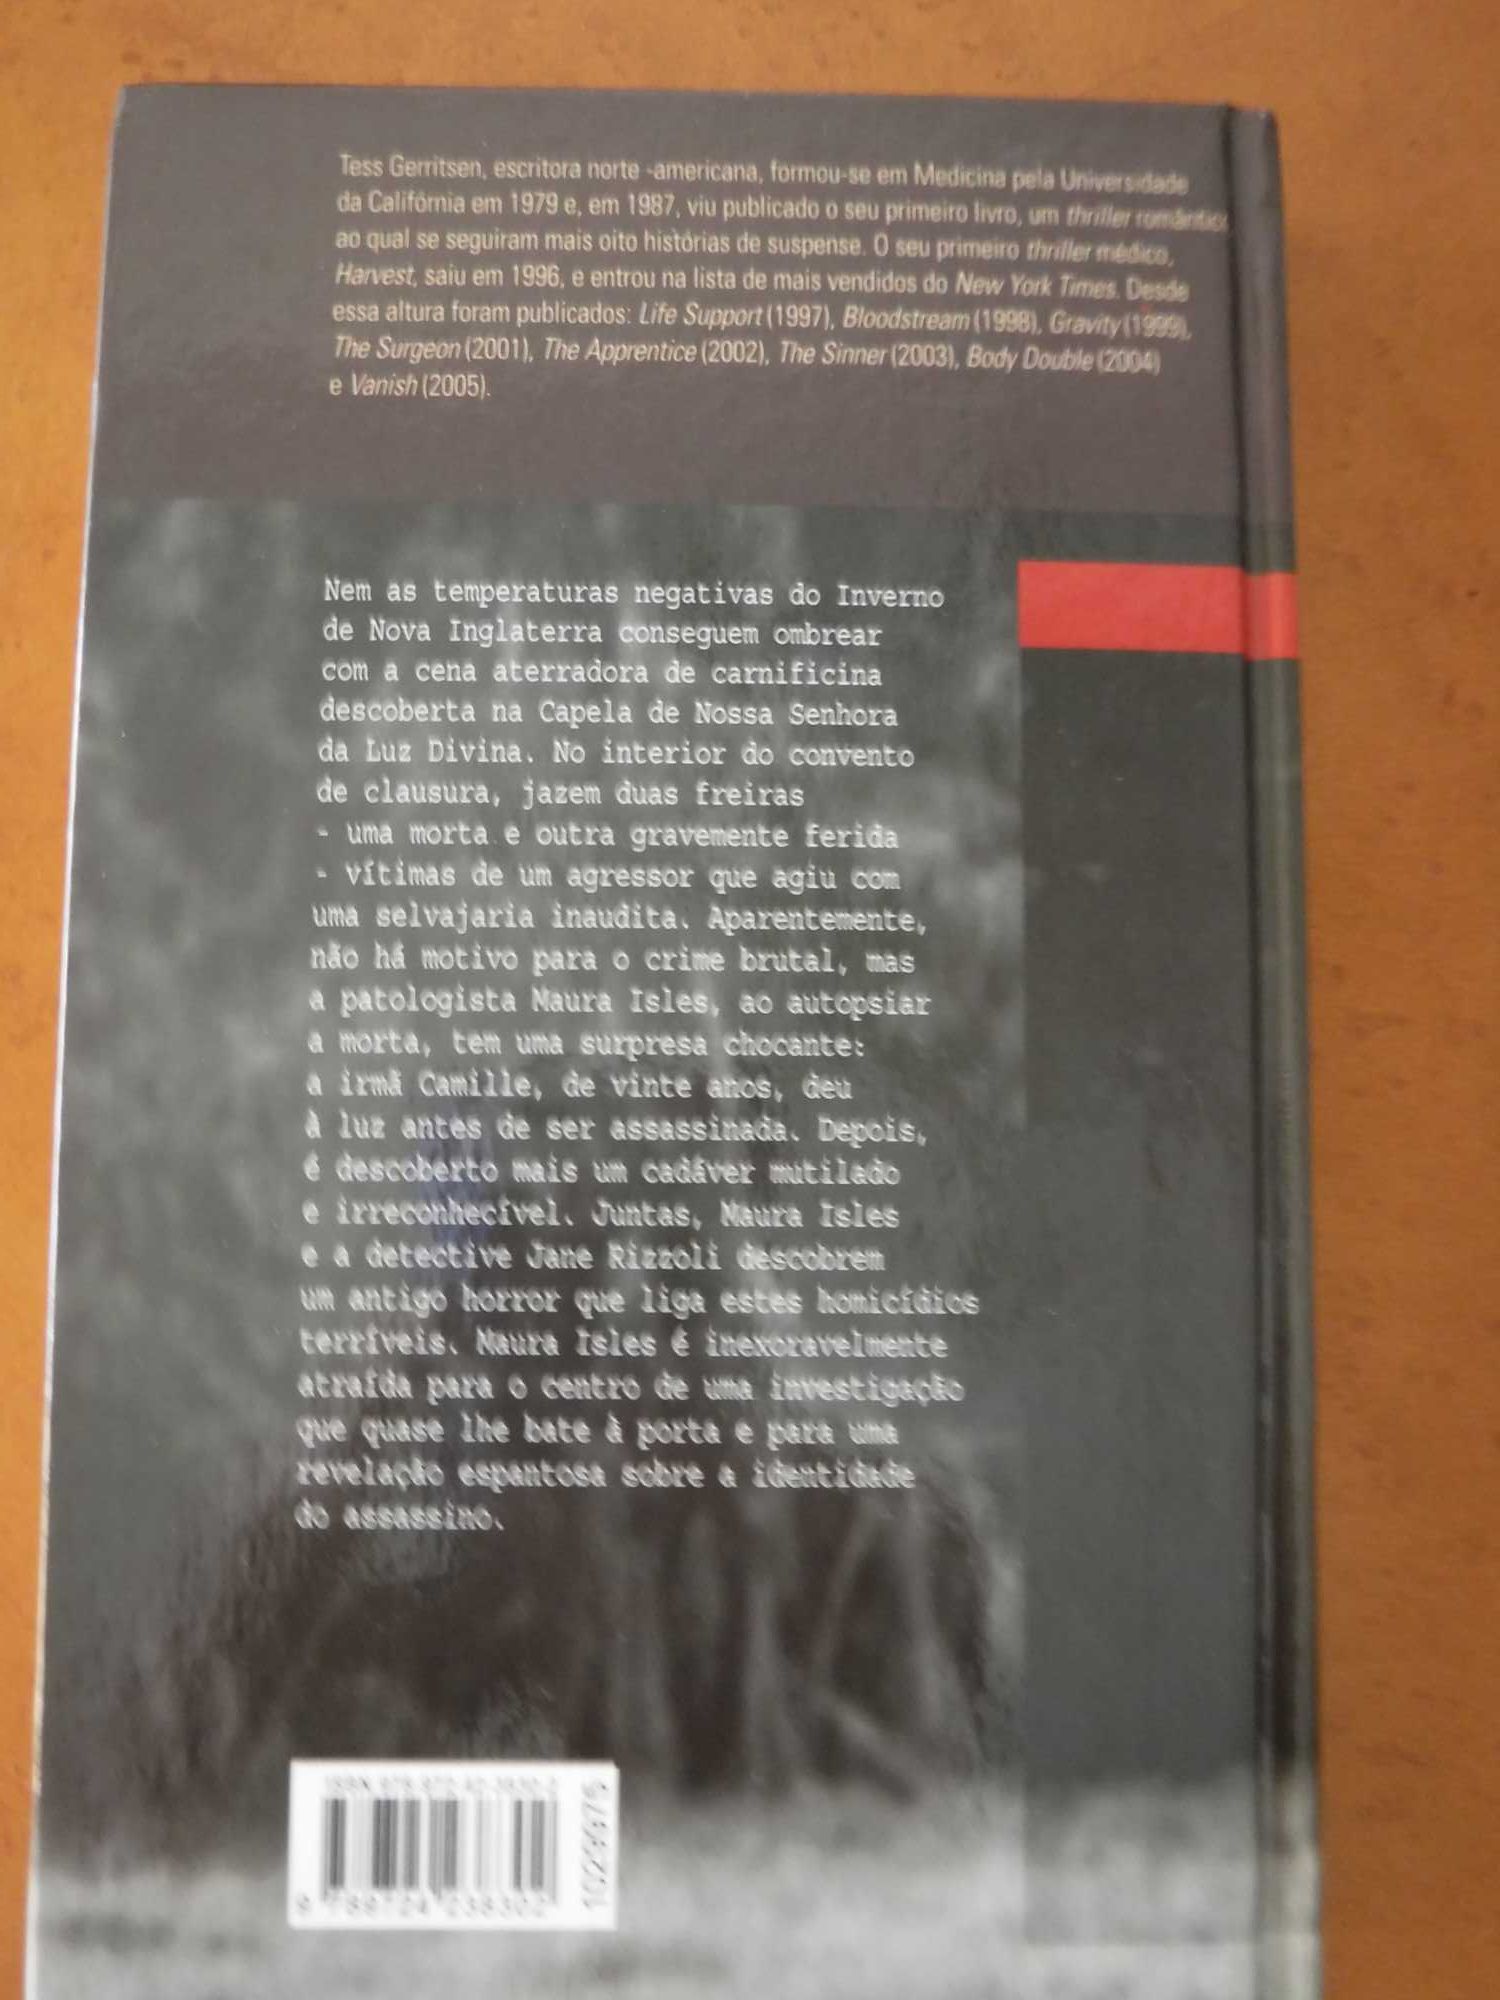 Tess Gerritsen, escritora norte -americana, formou-se em Medicina pela Universidade
da Califórnia em 1979 e, em 1987, viu publicado o seu primeiro livro, um thriller romântico,
ao qual se seguiram mais oito histórias de suspense. O seu primeiro thriller médico,
Harvest, saiu em 1996, e entrou na lista de mais vendidos do New York Times. Desde
essa altura foram publicados: Life Support (1997), Bloodstream (1998), Gravity (1999),
The Surgeon (2001), The Apprentice (2002), The Sinner (2003), Body Double (2004)
e Vanish (2005).
Nem as temperaturas negativas do Inverno
de Nova Inglaterra conseguem ombrear
com a cena aterradora de carnificina
descoberta na Capela de Nossa Senhora
da Luz Divina. No interior do convento
de clausura, jazem duas freiras
- uma morta e outra gravemente ferida
- vítimas de um agressor que agiu com
uma selvajaria inaudita. Aparentemente,
não há motivo para o crime brutal, mas
a patologista Maura Isles, ao autopsiar
a morta, tem uma surpresa chocante:
a irmã Camille, de vinte anos, deu
à luz antes de ser assassinada. Depois,
é descoberto mais um cadáver mutilado
e irreconhecível. Juntas, Maura Isles
e a detective Jane Rizzoli descobrem
um antigo horror que liga estes homicídios
terríveis. Maura Isles é inexoravelmente
atraída para o centro de uma investigação
que quase lhe bate à porta e para uma
revelação espantosa sobre a identidade
do assassino.
ISBN
9 789724 238302